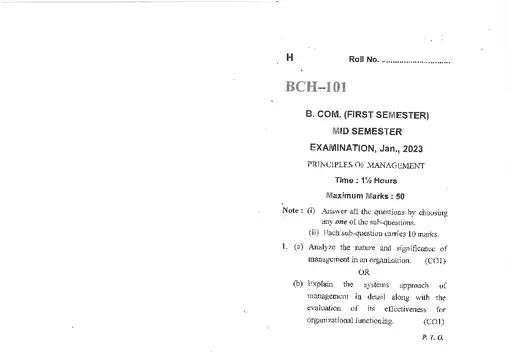 H Roll No. ............................
BCH–101
B. COM. (FIRST SEMESTER)
MID SEMESTER
EXAMINATION, Jan., 2023
PRINCIPLES OF MANAGEMENT
Time : 1½ Hours
Maximum Marks : 50
Note : (i) Answer all the questions by choosing
any one of the sub-questions.
(ii) Each sub-question carries 10 marks.
1. (a) Analyze the nature and significance of
management in an organization. (CO1)
OR
(b) Explain the systems approach of
management in detail along with the
evaluation of its effectiveness for
organizational functioning. (CO1)
P. T. O.